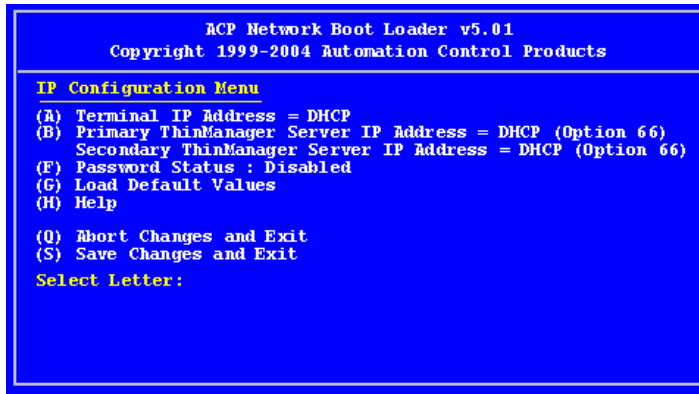 ACP Network Boot Loader v5.01
Copyright 1999-2004 Automation Control Products
IP Configuration Menu
(A) Terminal IP Address = DHCP
(B) Primary ThinManager Server IP Address = DHCP (Option 66)
Secondary ThinManager Server IP Address = DHCP (Option 66)
(F) Password Status : Disabled
(G) Load Default Values
(H) Help
(Q) Abort Changes and Exit
(S) Save Changes and Exit
Select Letter: